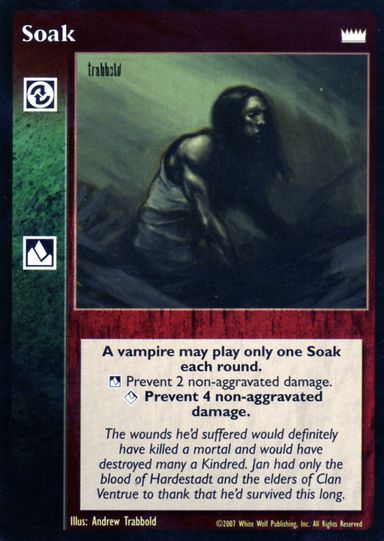 Soak
trabbold
A vampire may play only one Soak
each round.
Prevent 2 non-aggravated damage.
Prevent 4 non-aggravated
damage.
The wounds he'd suffered would definitely
have killed a mortal and would have
destroyed many a Kindred. Jan had only the
blood of Hardestadt and the elders of Clan
Ventrue to thank that he'd survived this long.
Illus: Andrew Trabbold
©2007 White Wolf Publishing, Inc. All Rights Reserved